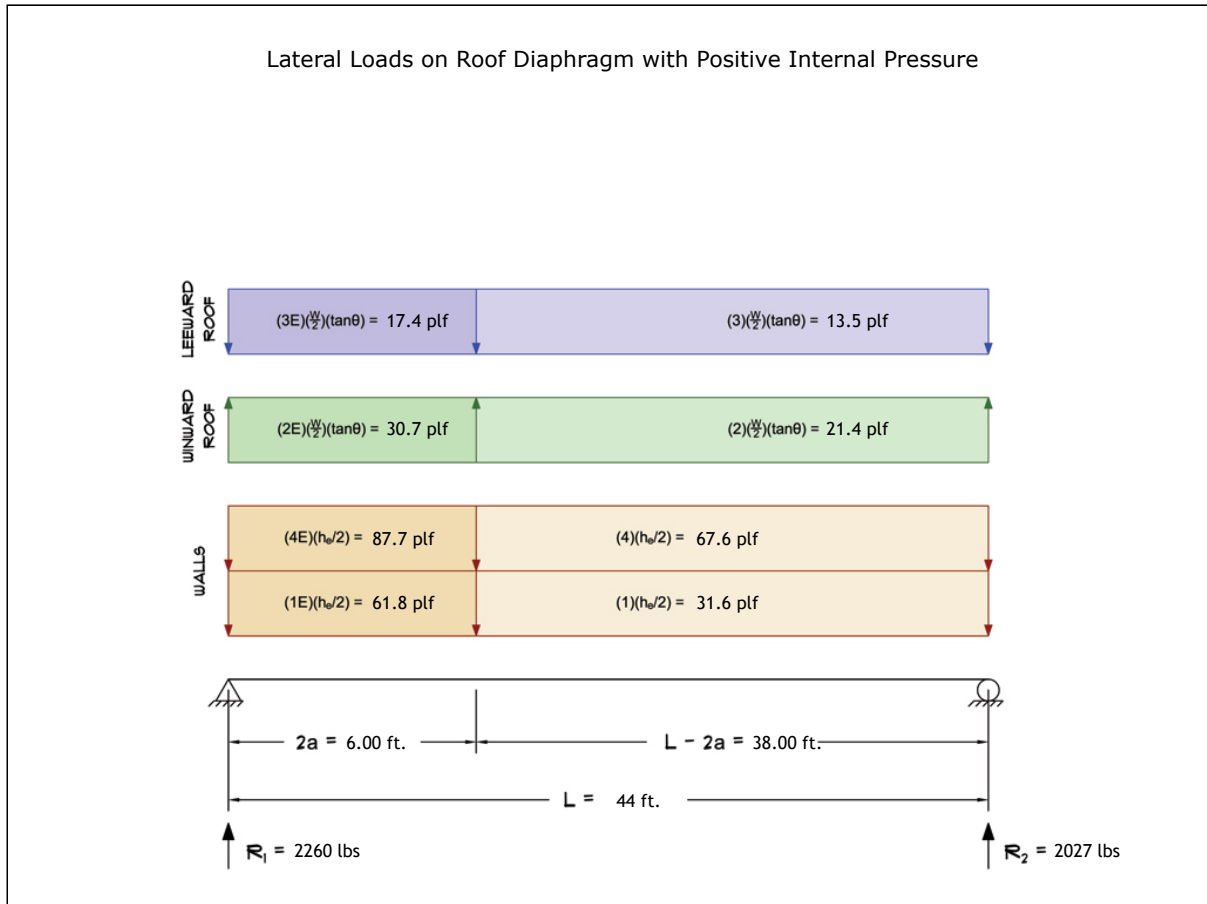 Lateral Loads on Roof Diaphragm with Positive Internal Pressure
LEEWARD
ROOF
(3E)(W/2)(tanθ) = 17.4 plf
(3)(W/2)(tanθ) = 13.5 plf
WINWARD
ROOF
(2E)(W/2)(tanθ) = 30.7 plf
(2)(W/2)(tanθ) = 21.4 plf
WALLS
(4E)(hₑ/2) = 87.7 plf
(4)(hₑ/2) = 67.6 plf
(1E)(hₑ/2) = 61.8 plf
(1)(hₑ/2) = 31.6 plf
2a = 6.00 ft.
L - 2a = 38.00 ft.
L = 44 ft.
R₁ = 2260 lbs
R₂ = 2027 lbs